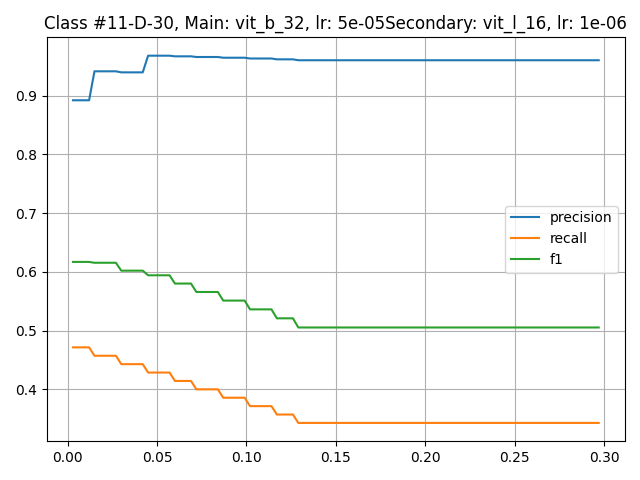 Class #11-D-30, Main: vit_b_32, lr: 5e-05Secondary: vit_l_16, lr: 1e-06
0.9
0.8
0.7
0.6
0.5
0.4
precision
recall
f1
0.00 0.05 0.10 0.15 0.20 0.25 0.30